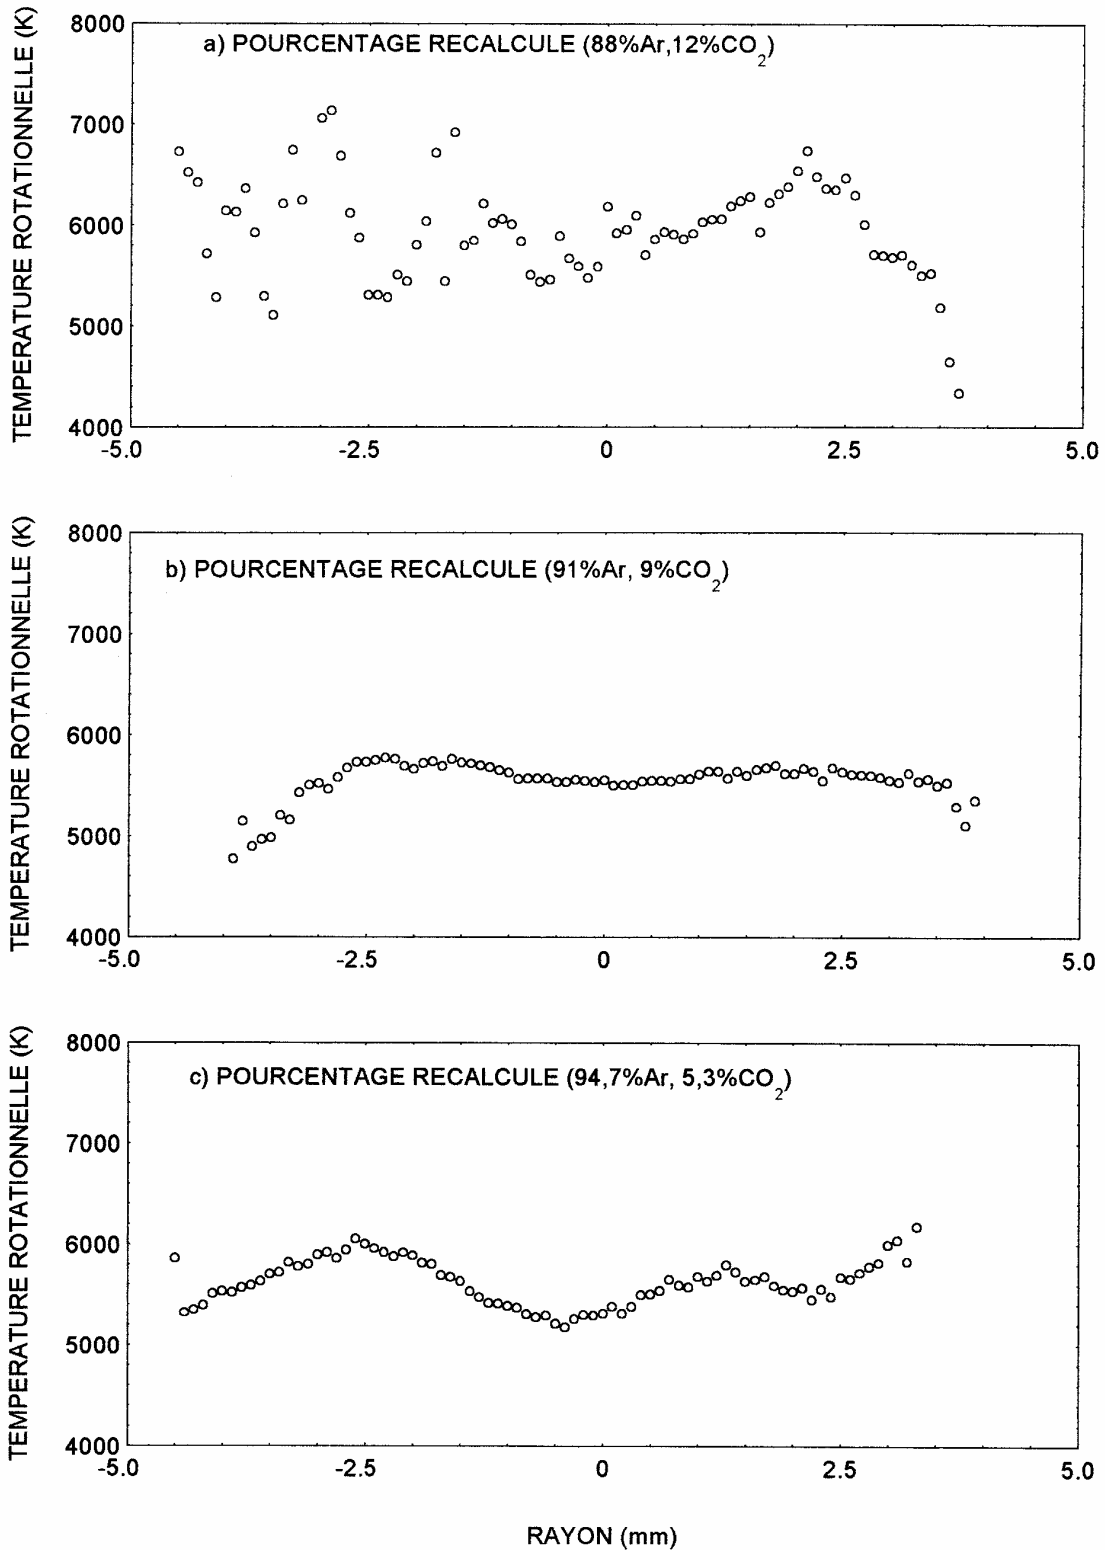 TEMPERATURE ROTATIONNELLE (K)
8000
7000
6000
5000
4000
a) POURCENTAGE RECALCULE (88%Ar,12%CO₂)
-5.0 -2.5 0 2.5 5.0
TEMPERATURE ROTATIONNELLE (K)
8000
7000
6000
5000
4000
b) POURCENTAGE RECALCULE (91%Ar, 9%CO₂)
-5.0 -2.5 0 2.5 5.0
TEMPERATURE ROTATIONNELLE (K)
8000
7000
6000
5000
4000
c) POURCENTAGE RECALCULE (94,7%Ar, 5,3%CO₂)
-5.0 -2.5 0 2.5 5.0
RAYON (mm)